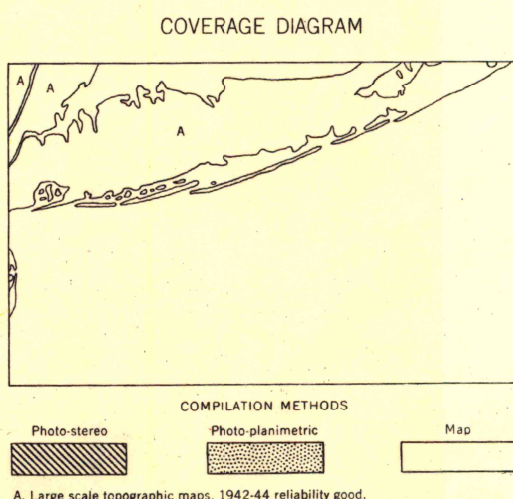 COVERAGE DIAGRAM
A
A
A
COMPILATION METHODS
Photo-stereo Photo-planimetric Map
A. Large scale topographic maps, 1942-44 reliability good.